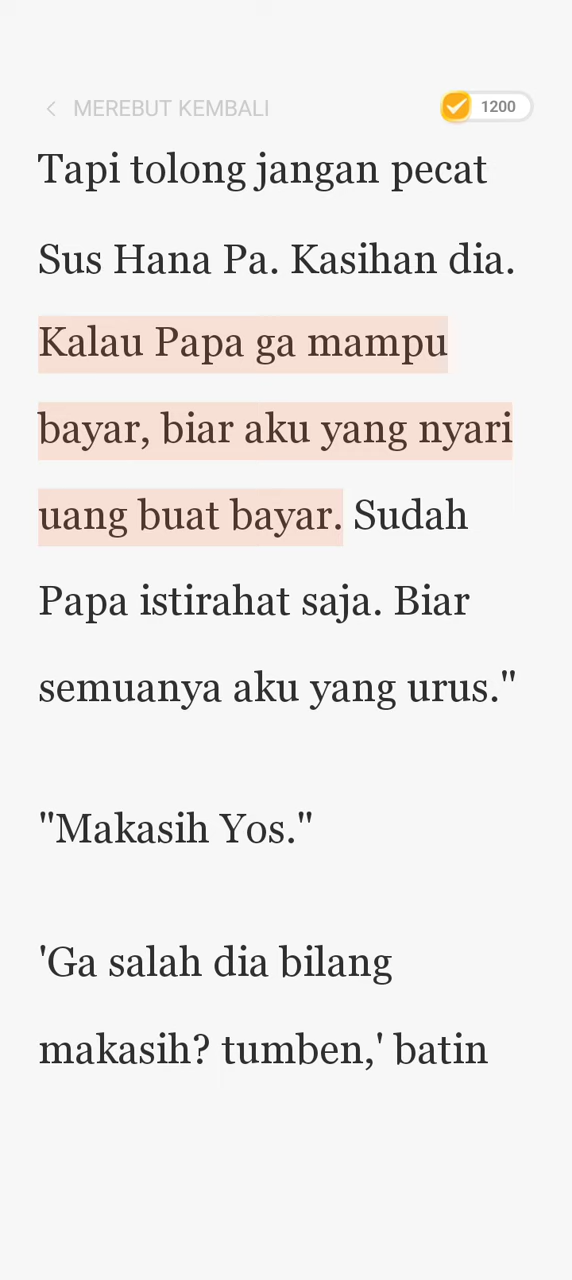 MEREBUT KEMBALI
1200
Tapi tolong jangan pecat
Sus Hana Pa. Kasihan dia.
Kalau Papa ga mampu
bayar, biar aku yang nyari
uang buat bayar. Sudah
Papa istirahat saja. Biar
semuanya aku yang urus."
"Makasih Yos."
'Ga salah dia bilang
makasih? tumben,' batin